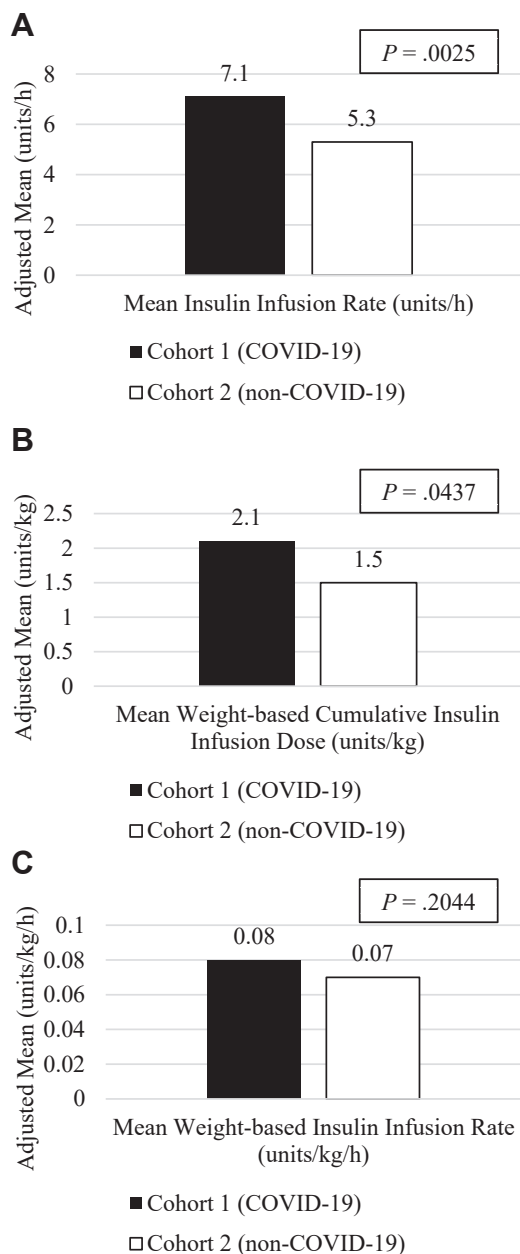 A
P = .0025
Adjusted Mean (units/h)
8
6
4
2
0
7.1
5.3
Mean Insulin Infusion Rate (units/h)
■ Cohort 1 (COVID-19)
□ Cohort 2 (non-COVID-19)
B
P = .0437
Adjusted Mean (units/kg)
2.5
2
1.5
1
0.5
0
2.1
1.5
Mean Weight-based Cumulative Insulin
Infusion Dose (units/kg)
■ Cohort 1 (COVID-19)
□ Cohort 2 (non-COVID-19)
C
P = .2044
Adjusted Mean (units/kg/h)
0.1
0.08
0.06
0.04
0.02
0
0.08
0.07
Mean Weight-based Insulin Infusion Rate
(units/kg/h)
■ Cohort 1 (COVID-19)
□ Cohort 2 (non-COVID-19)